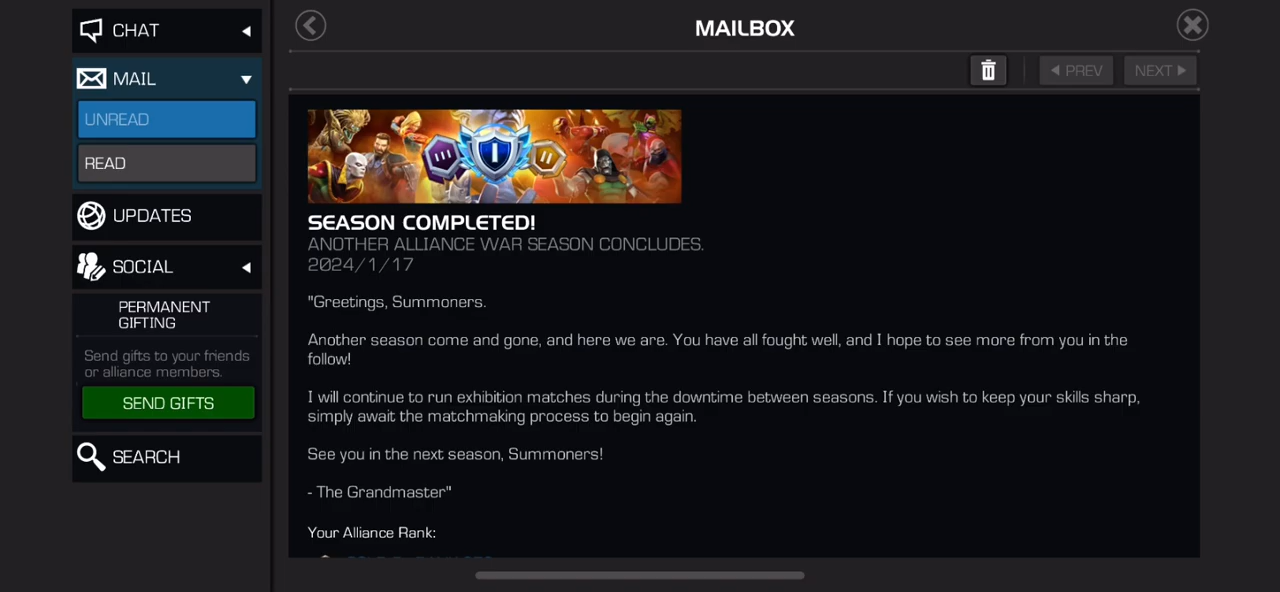 CHAT
MAIL
UNREAD
READ
UPDATES
SOCIAL
PERMANENT
GIFTING
Send gifts to your friends
or alliance members.
SEND GIFTS
SEARCH
MAILBOX
PREV
NEXT
III
I
II
SEASON COMPLETED!
ANOTHER ALLIANCE WAR SEASON CONCLUDES.
2024/1/17
"Greetings, Summoners.
Another season come and gone, and here we are. You have all fought well, and I hope to see more from you in the
follow!
I will continue to run exhibition matches during the downtime between seasons. If you wish to keep your skills sharp,
simply await the matchmaking process to begin again.
See you in the next season, Summoners!
- The Grandmaster"
Your Alliance Rank: